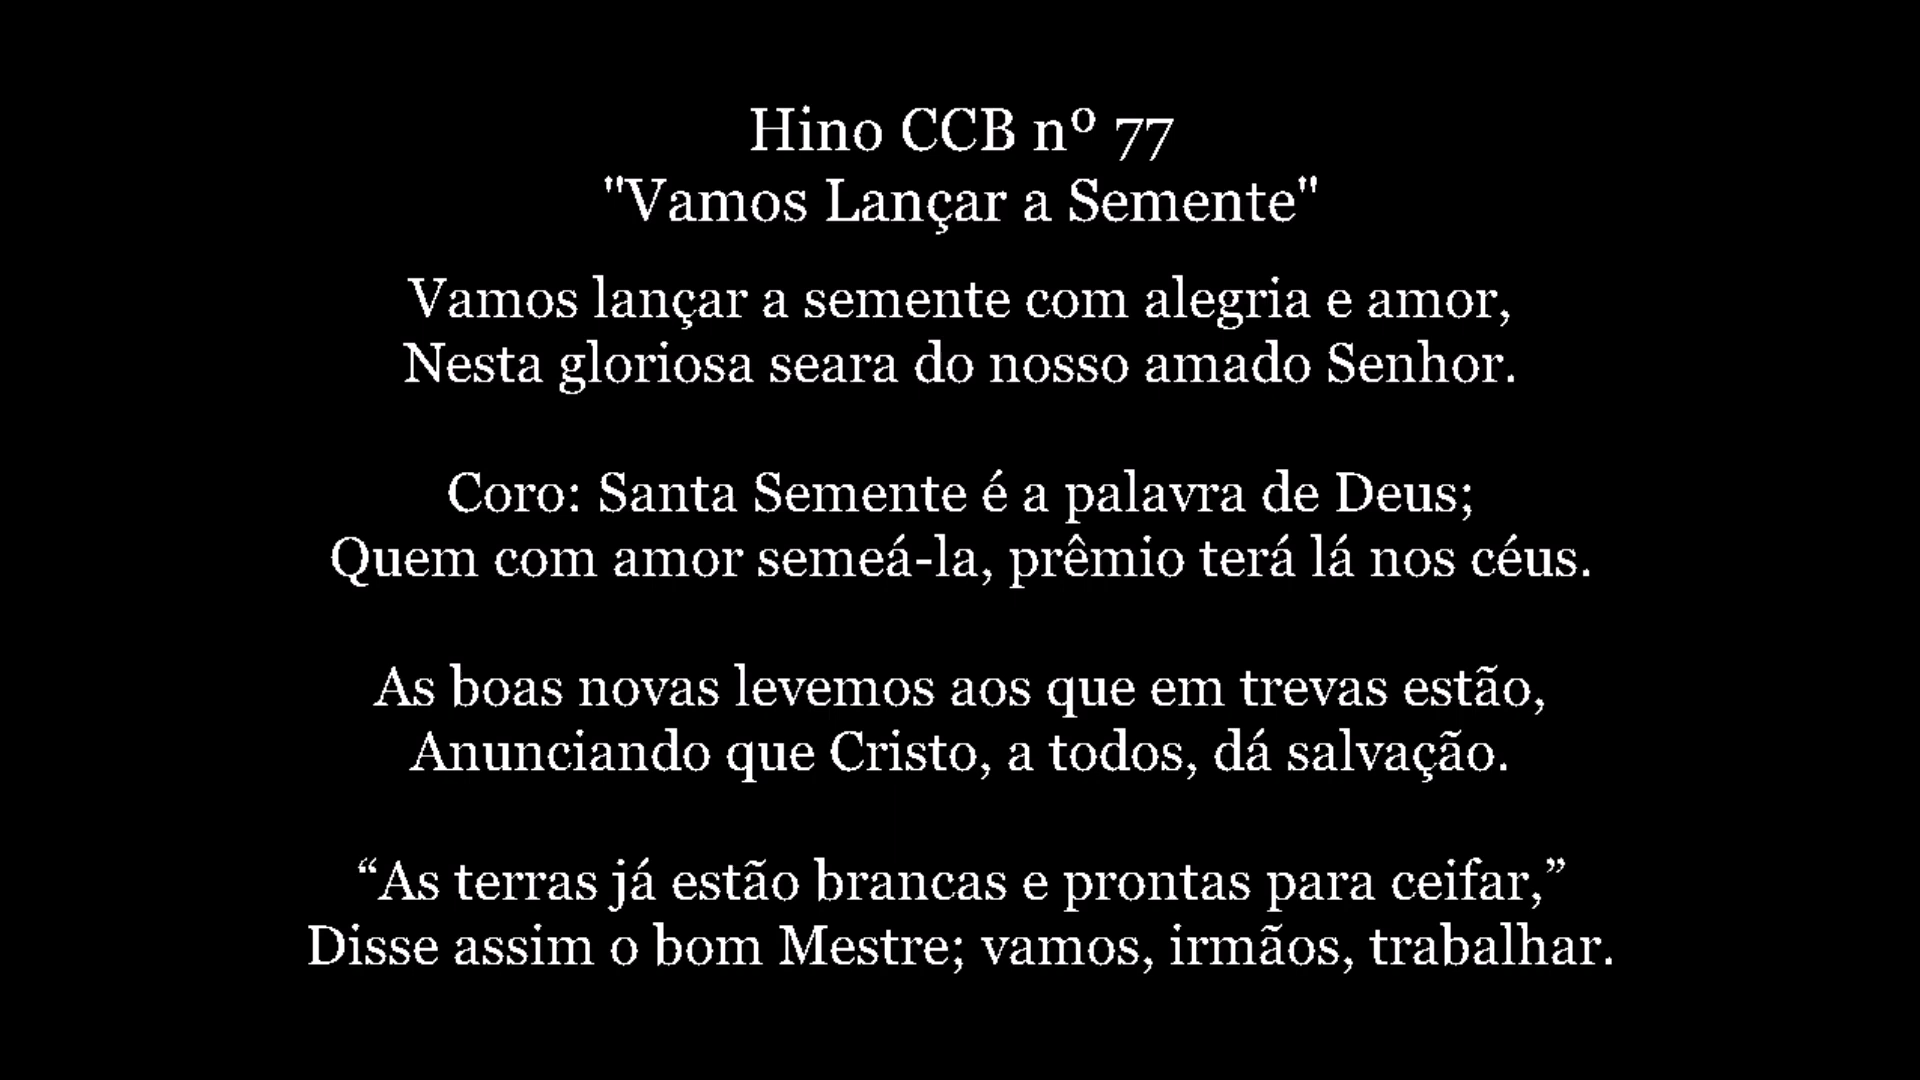 Hino CCB nº 77
"Vamos Lançar a Semente"
Vamos lançar a semente com alegria e amor,
Nesta gloriosa seara do nosso amado Senhor.
Coro: Santa Semente é a palavra de Deus;
Quem com amor semeá-la, prêmio terá lá nos céus.
As boas novas levemos aos que em trevas estão,
Anunciando que Cristo, a todos, dá salvação.
“As terras já estão brancas e prontas para ceifar,”
Disse assim o bom Mestre; vamos, irmãos, trabalhar.